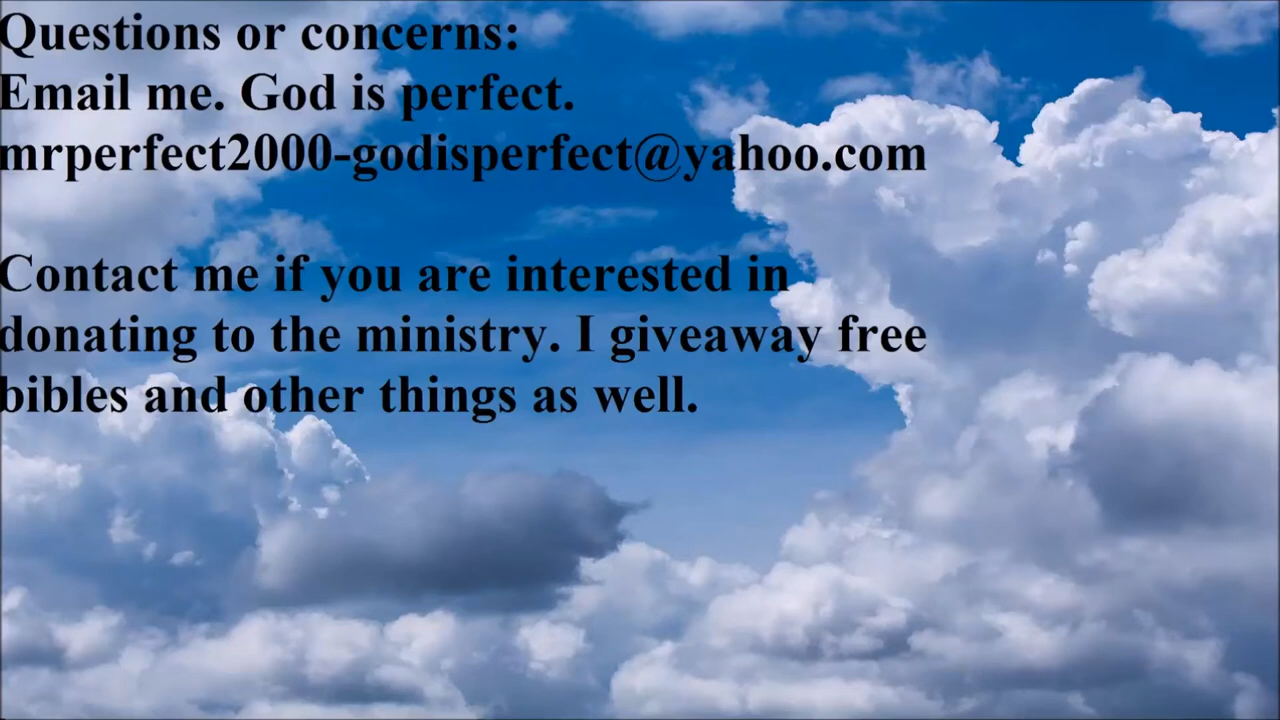 Questions or concerns:
Email me. God is perfect.
mrperfect2000-godisperfect@yahoo.com
Contact me if you are interested in
donating to the ministry. I giveaway free
bibles and other things as well.